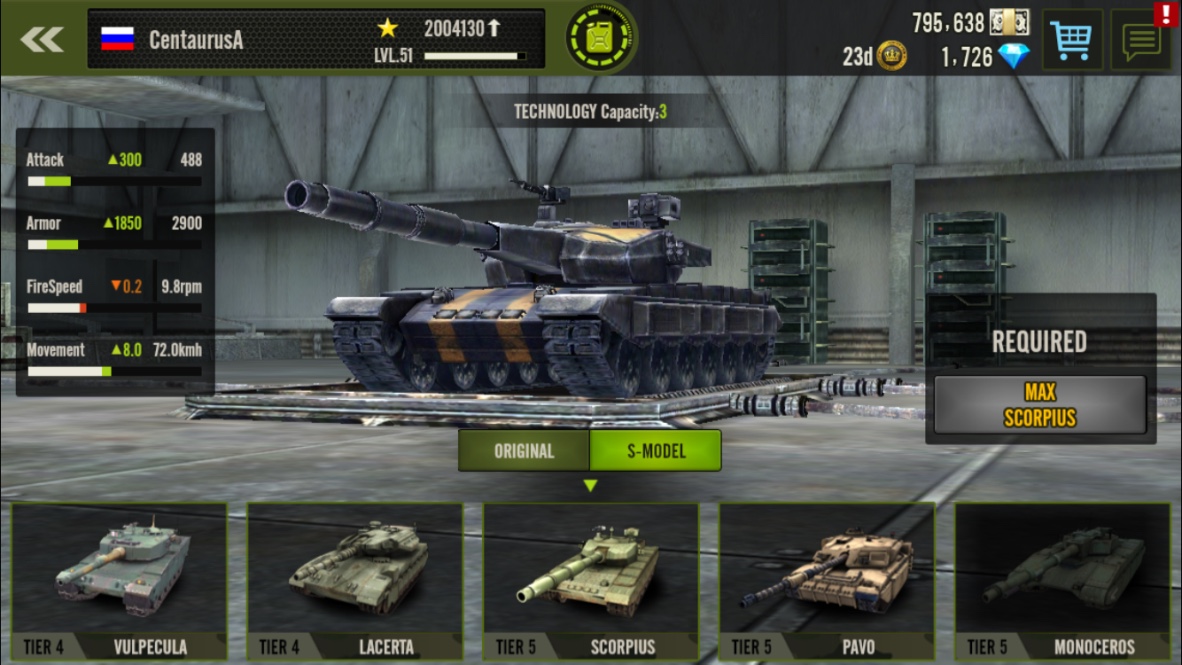 CentaurusA
2004130
LVL.51
795,638
23d
1,726
!
TECHNOLOGY Capacity:3
Attack ▲300 488
Armor ▲1850 2900
FireSpeed ▼0.2 9.8rpm
Movement ▲8.0 72.0kmh
REQUIRED
MAX
SCORPIUS
ORIGINAL S-MODEL
TIER 4 VULPECULA
TIER 4 LACERTA
TIER 5 SCORPIUS
TIER 5 PAVO
TIER 5 MONOCEROS